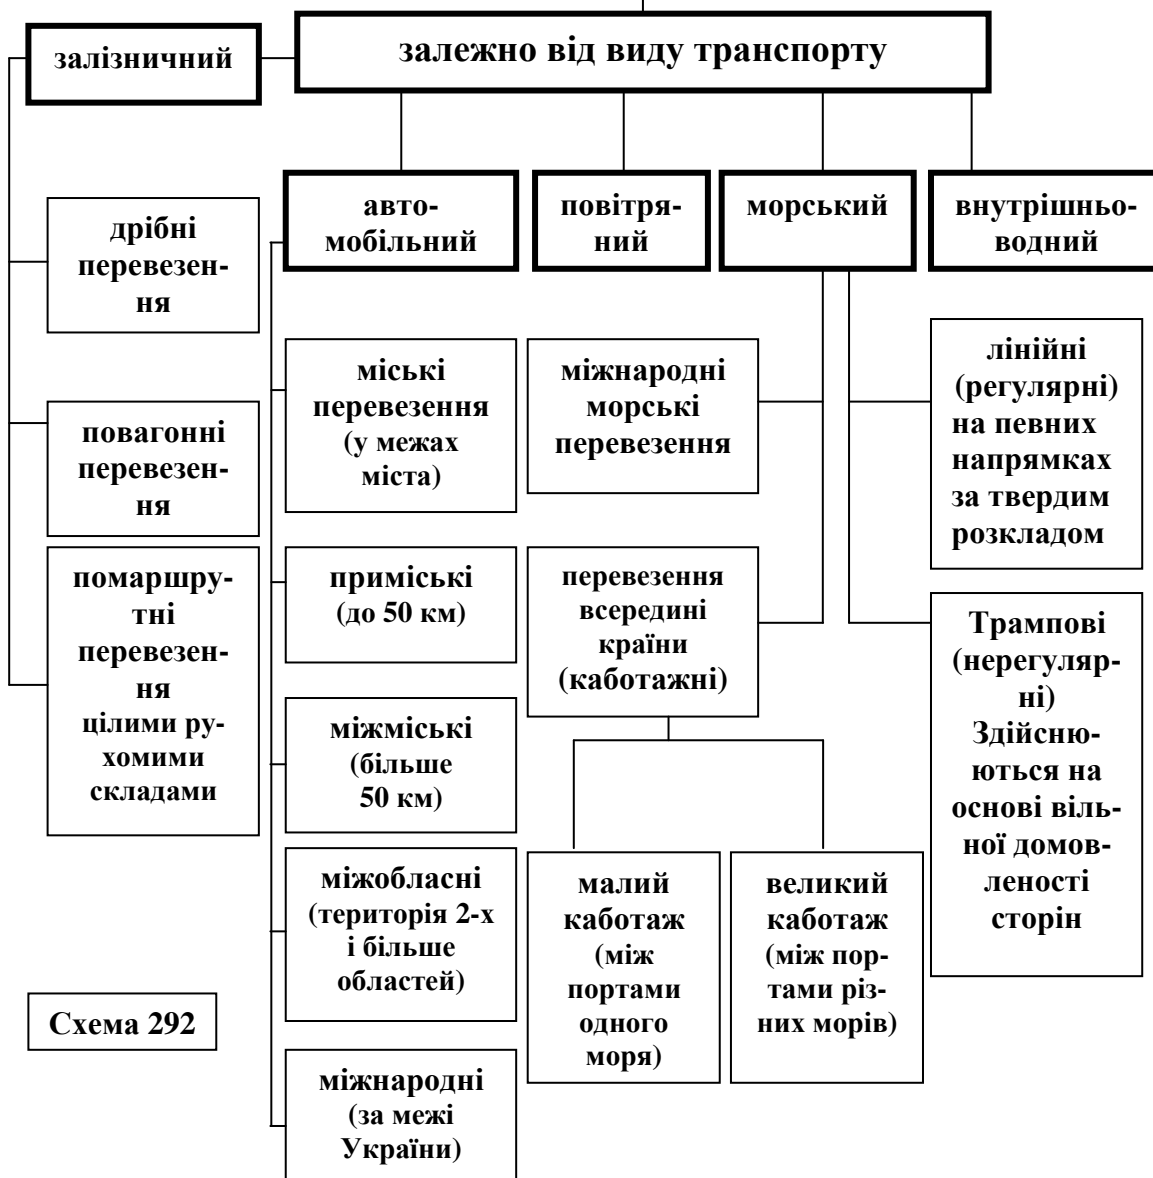 залізничний
залежно від виду транспорту
дрібні
перевезен-
ня
повагонні
перевезен-
ня
помаршру-
тні
перевезен-
ня
цілими ру-
хомими
складами
авто-
мобільний
міські
перевезення
(у межах
міста)
приміські
(до 50 км)
міжміські
(більше
50 км)
міжобласні
(територія 2-х
і більше
областей)
міжнародні
(за межі
України)
повітря-
ний
морський
міжнародні
морські
перевезення
перевезення
всередині
країни
(каботажні)
малий
каботаж
(між
портами
одного
моря)
великий
каботаж
(між пор-
тами різ-
них морів)
внутрішньо-
водний
лінійні
(регулярні)
на певних
напрямках
за твердим
розкладом
Трампові
(нерегуляр-
ні)
Здійсню-
ються на
основі віль-
ної домов-
леності
сторін
Схема 292